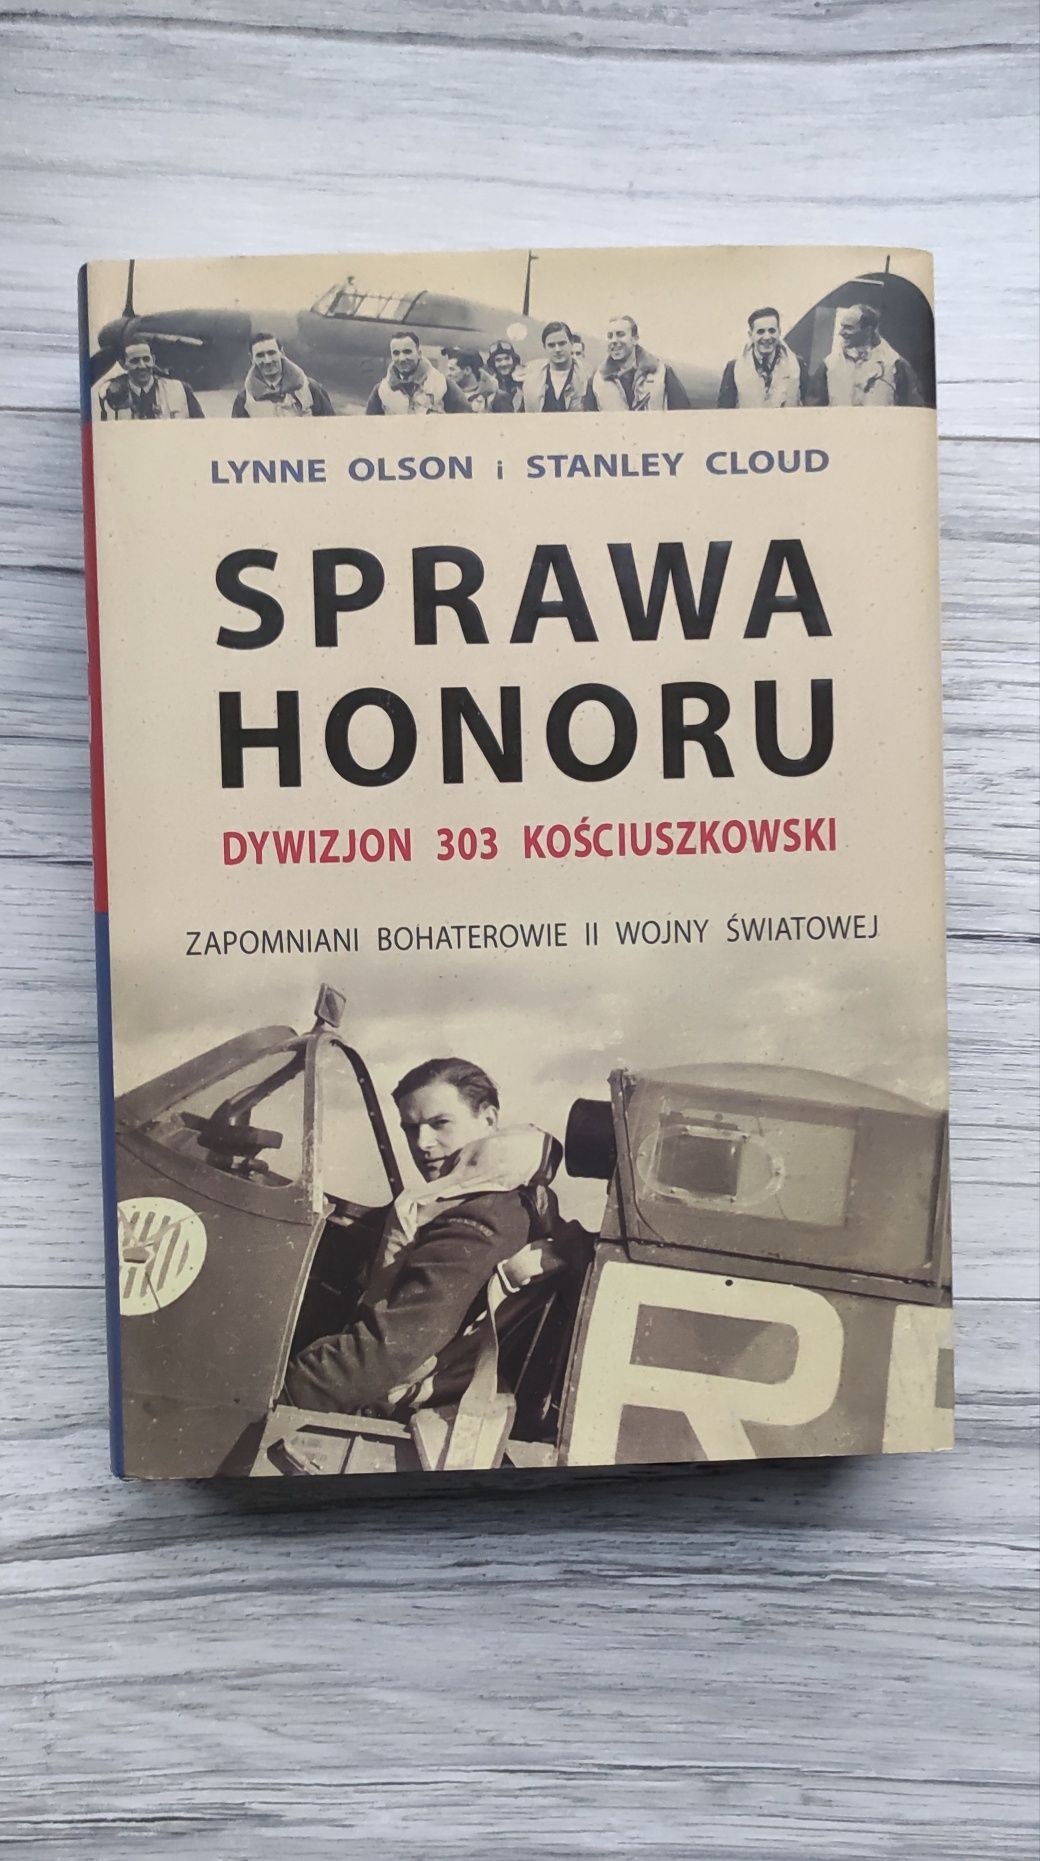 LYNNE OLSON i STANLEY CLOUD
SPRAWA
HONORU
DYWIZJON 303 KOŚCIUSZKOWSKI
ZAPOMNIANI BOHATEROWIE II WOJNY ŚWIATOWEJ
R